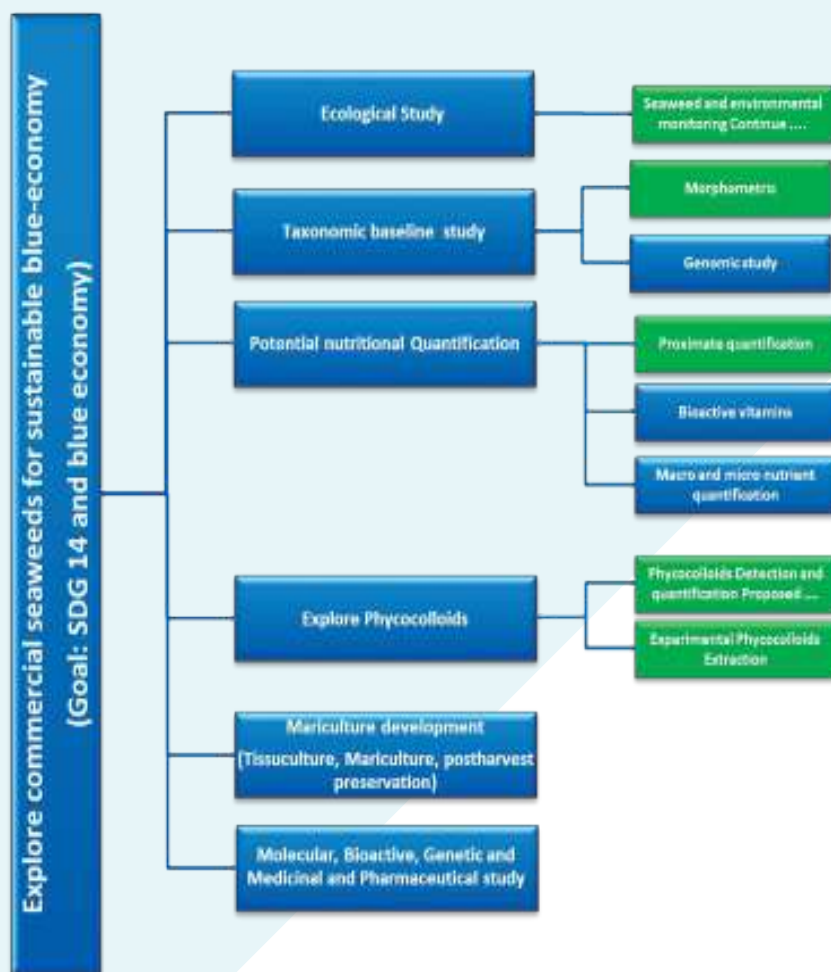 Explore commercial seaweeds for sustainable blue-economy
(Goal: SDG 14 and blue economy)
Ecological Study
Seaweed and environmental
monitoring Continue ....
Taxonomic baseline study
Morphometric
Genomic study
Potential nutritional Quantification
Proximate quantification
Bioactive vitamins
Macro and micro nutrient
quantification
Explore Phycocolloids
Phycocolloids Detection and
quantification Proposed ....
Experimental Phycocolloids
Extraction
Mariculture development
(Tissuculture, Mariculture, postharvest
preservation)
Molecular, Bioactive, Genetic and
Medicinal and Pharmaceutical study